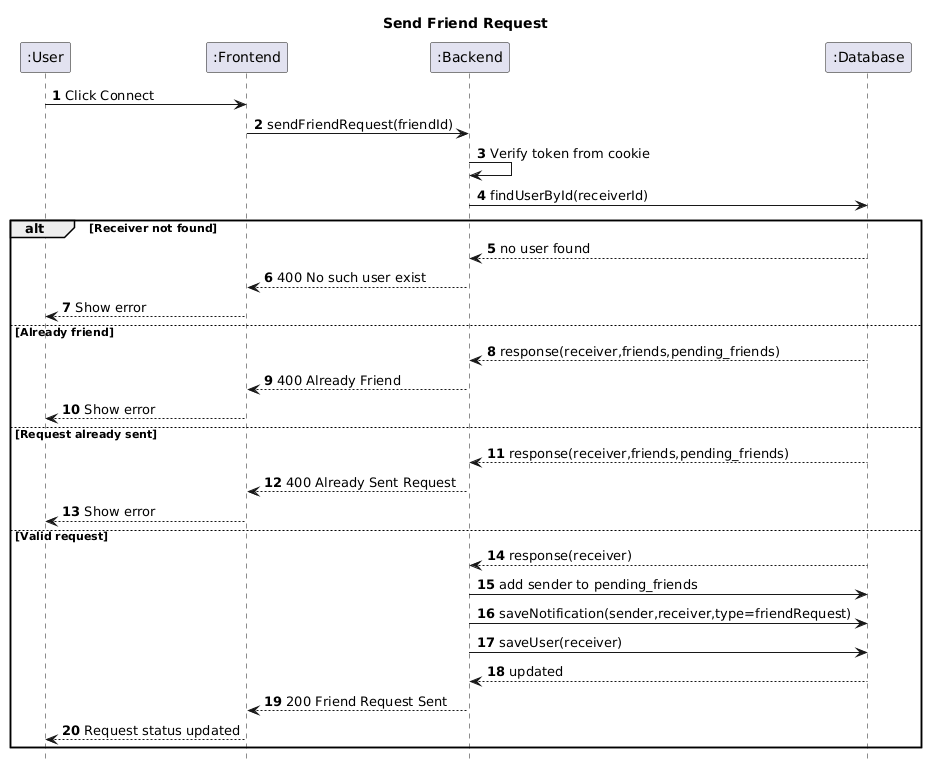 Send Friend Request
:User
:Frontend
:Backend
:Database
1 Click Connect
2 sendFriendRequest(friendId)
3 Verify token from cookie
4 findUserById(receiverId)
alt [Receiver not found]
5 no user found
6 400 No such user exist
7 Show error
[Already friend]
8 response(receiver,friends,pending_friends)
9 400 Already Friend
10 Show error
[Request already sent]
11 response(receiver,friends,pending_friends)
12 400 Already Sent Request
13 Show error
[Valid request]
14 response(receiver)
15 add sender to pending_friends
16 saveNotification(sender,receiver,type=friendRequest)
17 saveUser(receiver)
18 updated
19 200 Friend Request Sent
20 Request status updated